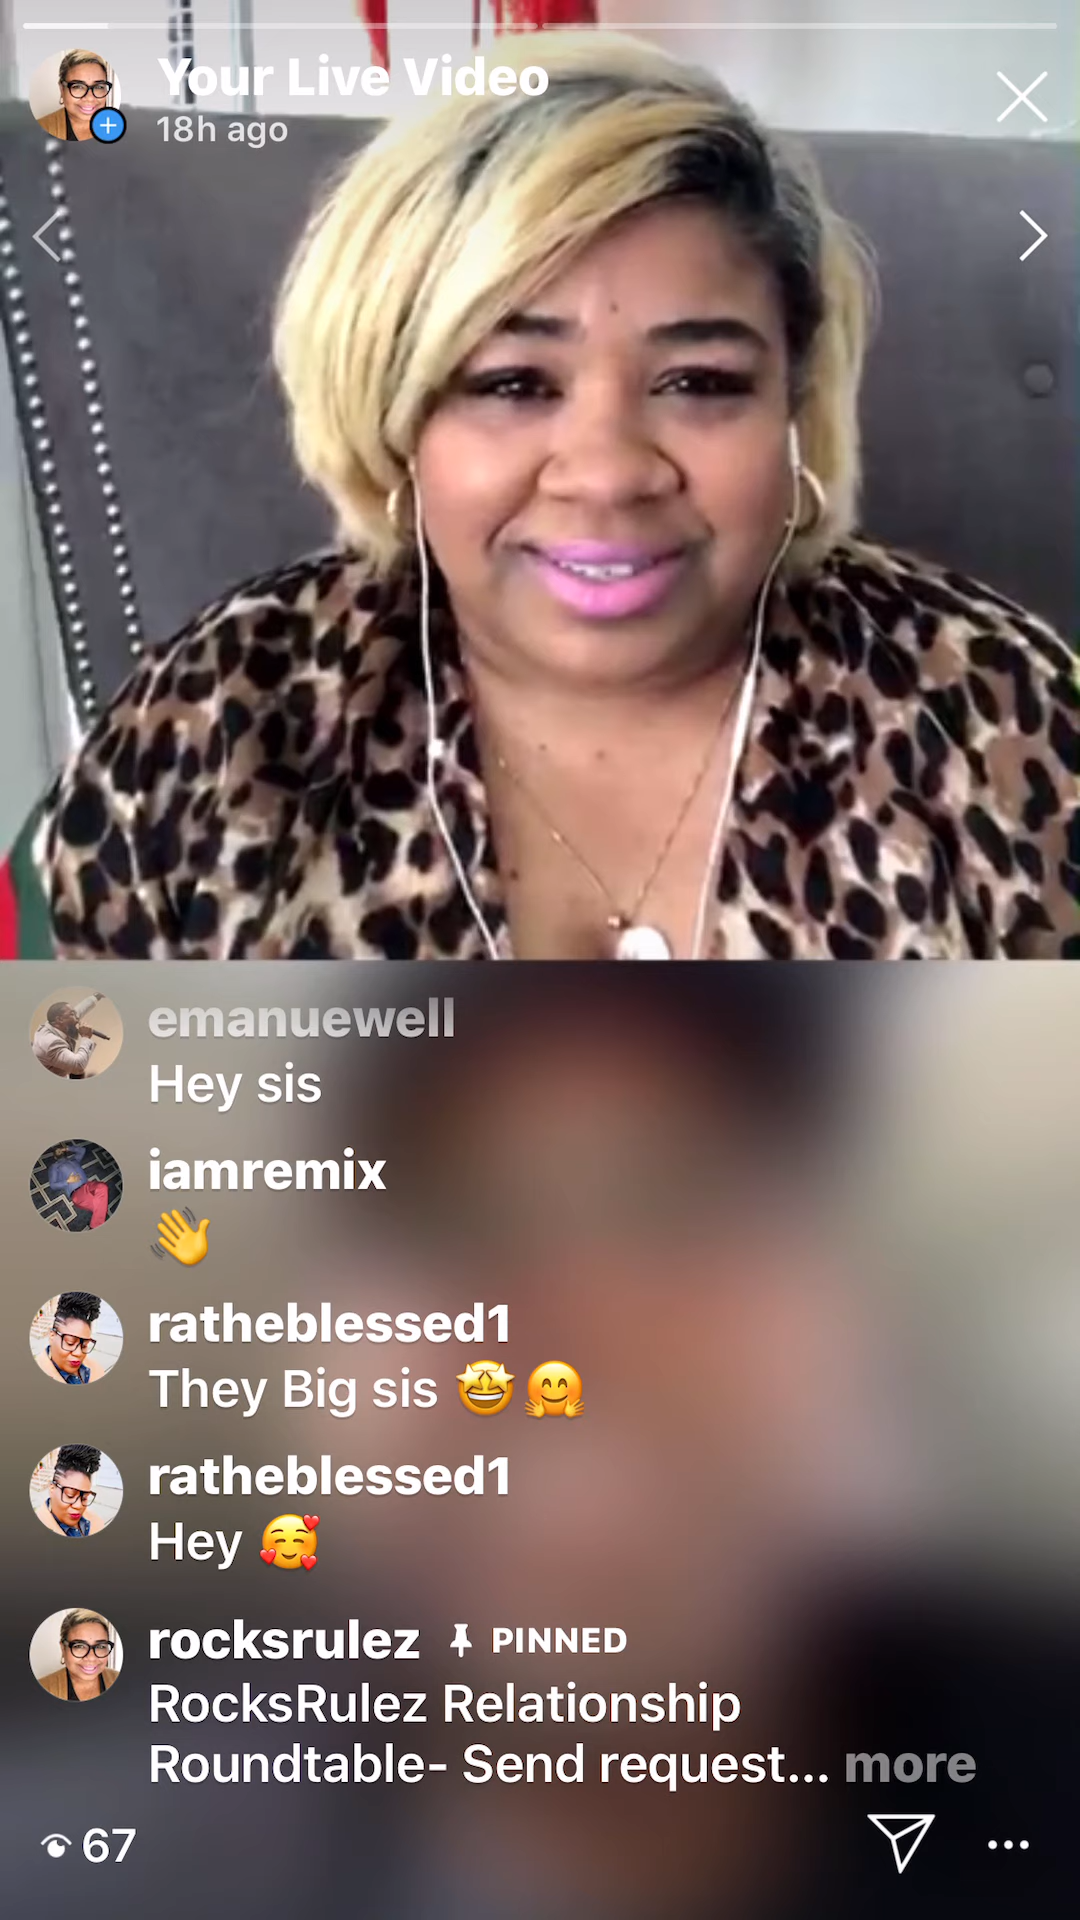 Your Live Video
18h ago
emanuewell
Hey sis
iamremix
👋
ratheblessed1
They Big sis 🤩🤗
ratheblessed1
Hey 🥰
rocksrulez 📌 PINNED
RocksRulez Relationship
Roundtable- Send request... more
67